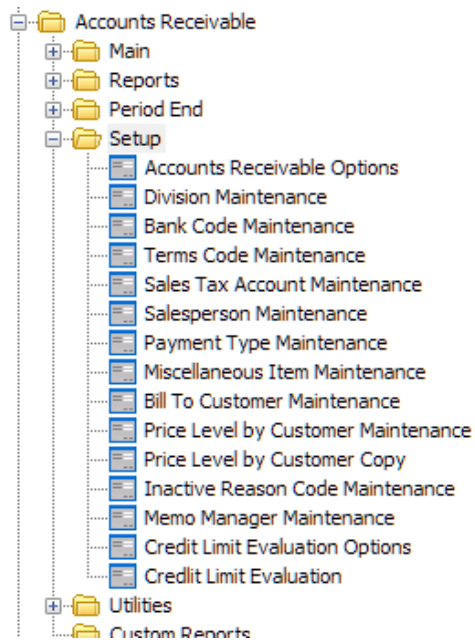 Accounts Receivable
Main
Reports
Period End
Setup
Accounts Receivable Options
Division Maintenance
Bank Code Maintenance
Terms Code Maintenance
Sales Tax Account Maintenance
Salesperson Maintenance
Payment Type Maintenance
Miscellaneous Item Maintenance
Bill To Customer Maintenance
Price Level by Customer Maintenance
Price Level by Customer Copy
Inactive Reason Code Maintenance
Memo Manager Maintenance
Credit Limit Evaluation Options
Credlit Limit Evaluation
Utilities
Custom Reports